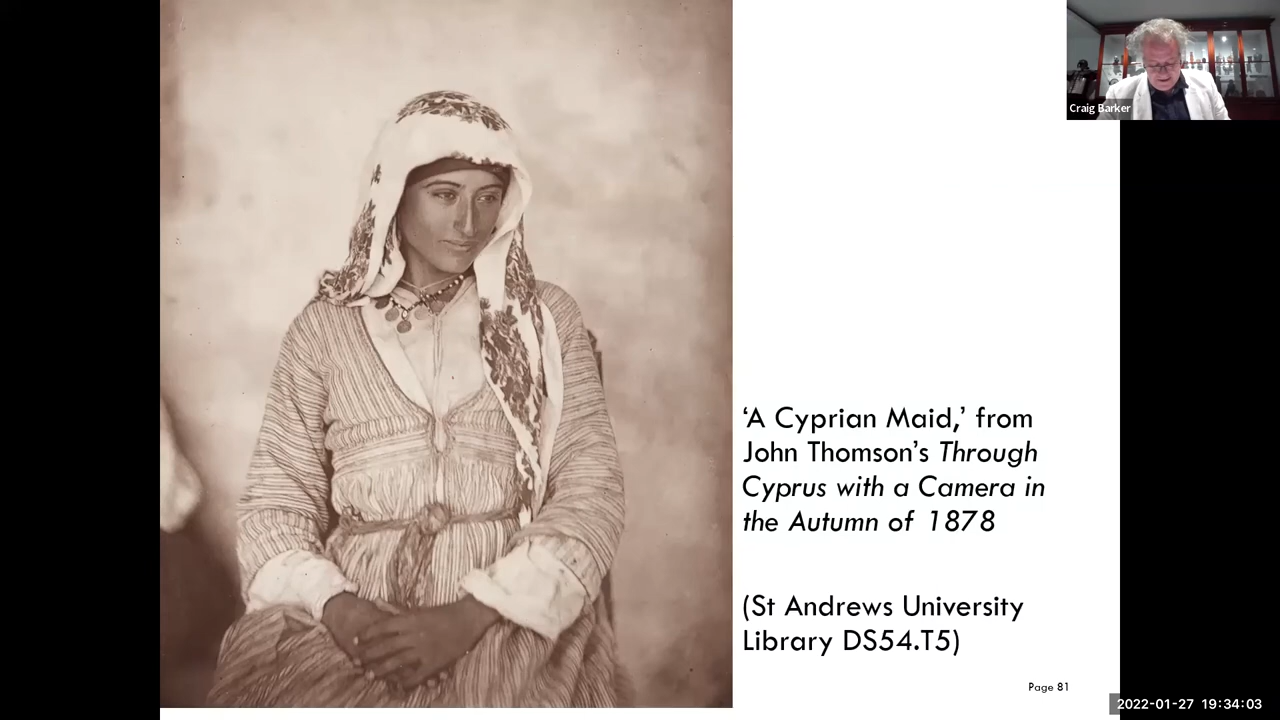 Craig Barker
‘A Cyprian Maid,’ from
John Thomson’s Through
Cyprus with a Camera in
the Autumn of 1878
(St Andrews University
Library DS54.T5)
Page 81
2022-01-27 19:34:03